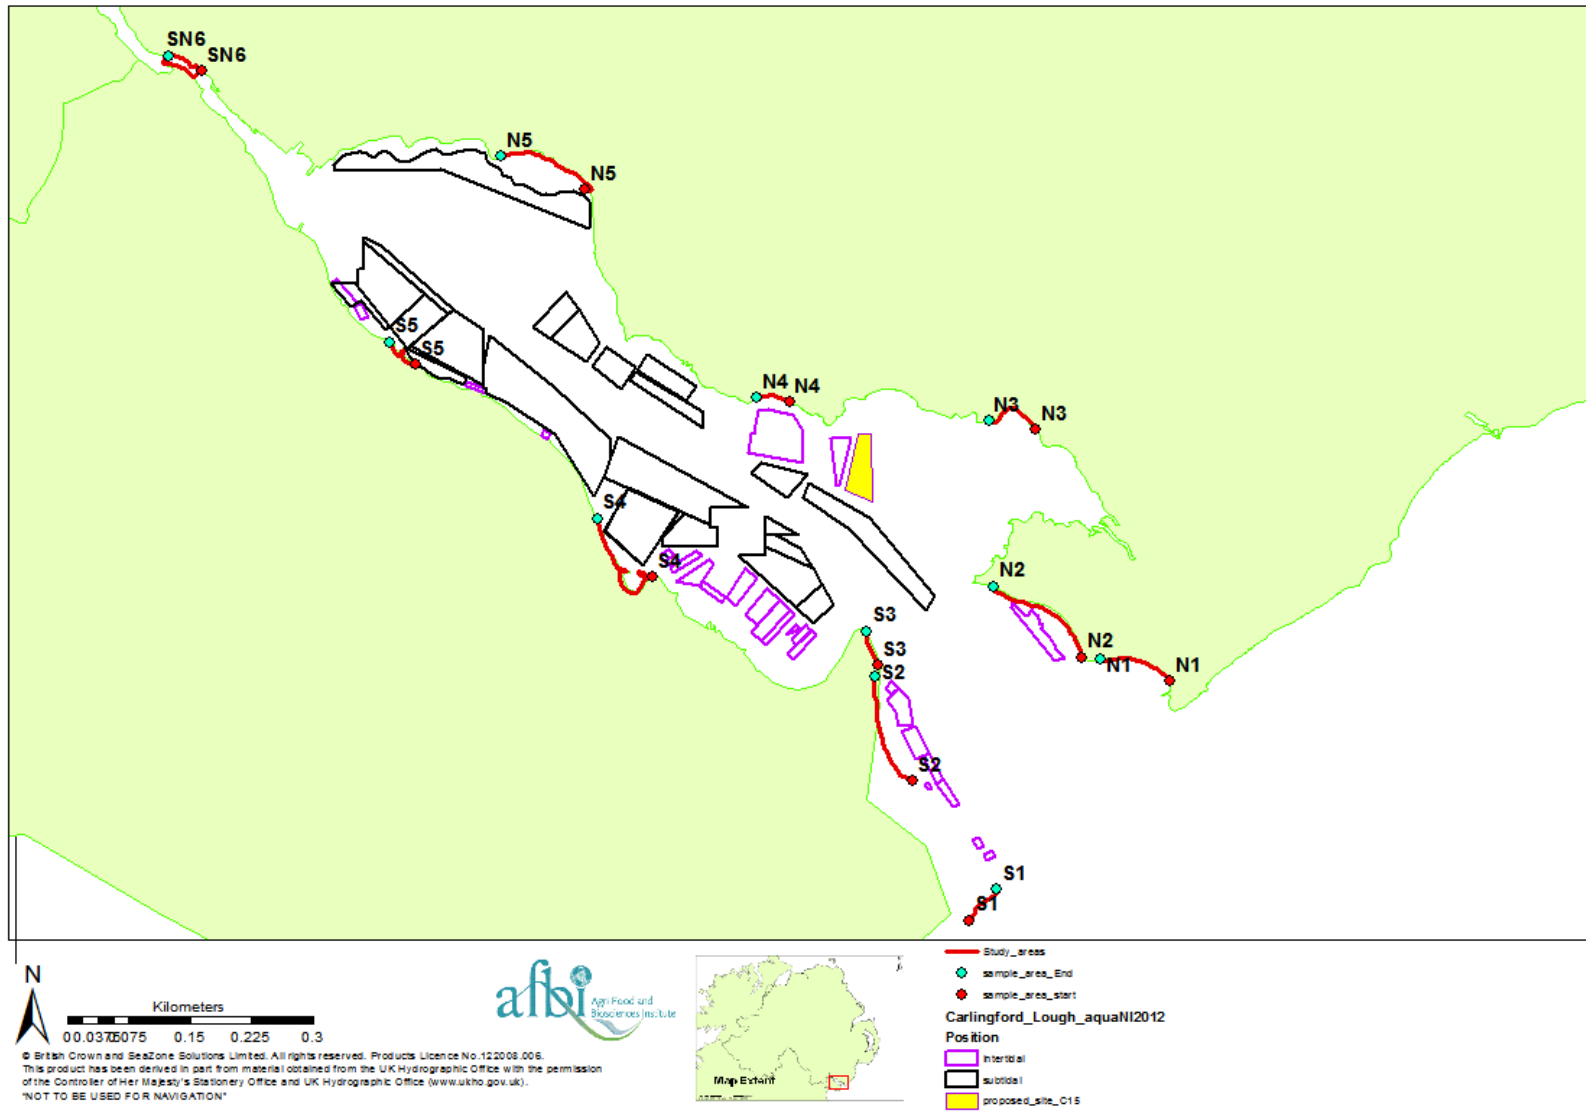 SN6
SN6
N5
N5
S5
S5
N4
N4
N3
N3
S4
S4
N2
N2
N1
N1
S3
S3
S2
S2
S1
S1
N
Kilometers
0 0.0375 0.075 0.15 0.225 0.3
© British Crown and SeaZone Solutions Limited. All rights reserved. Products Licence No.122008.006.
This product has been derived in part from material obtained from the UK Hydrographic Office with the permission
of the Controller of Her Majesty's Stationery Office and UK Hydrographic Office (www.ukho.gov.uk).
"NOT TO BE USED FOR NAVIGATION"
afbi
Agri Food and
Biosciences Institute
Map Extent
Study_areas
sample_area_End
sample_area_start
Carlingford_Lough_aquaNI2012
Position
intertidal
subtidal
proposed_site_C15